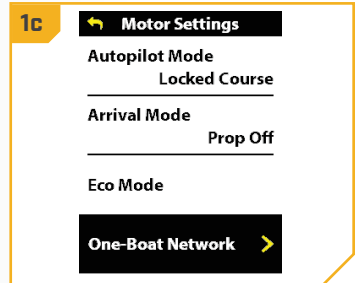 1c
Motor Settings
Autopilot Mode
Locked Course
Arrival Mode
Prop Off
Eco Mode
One-Boat Network